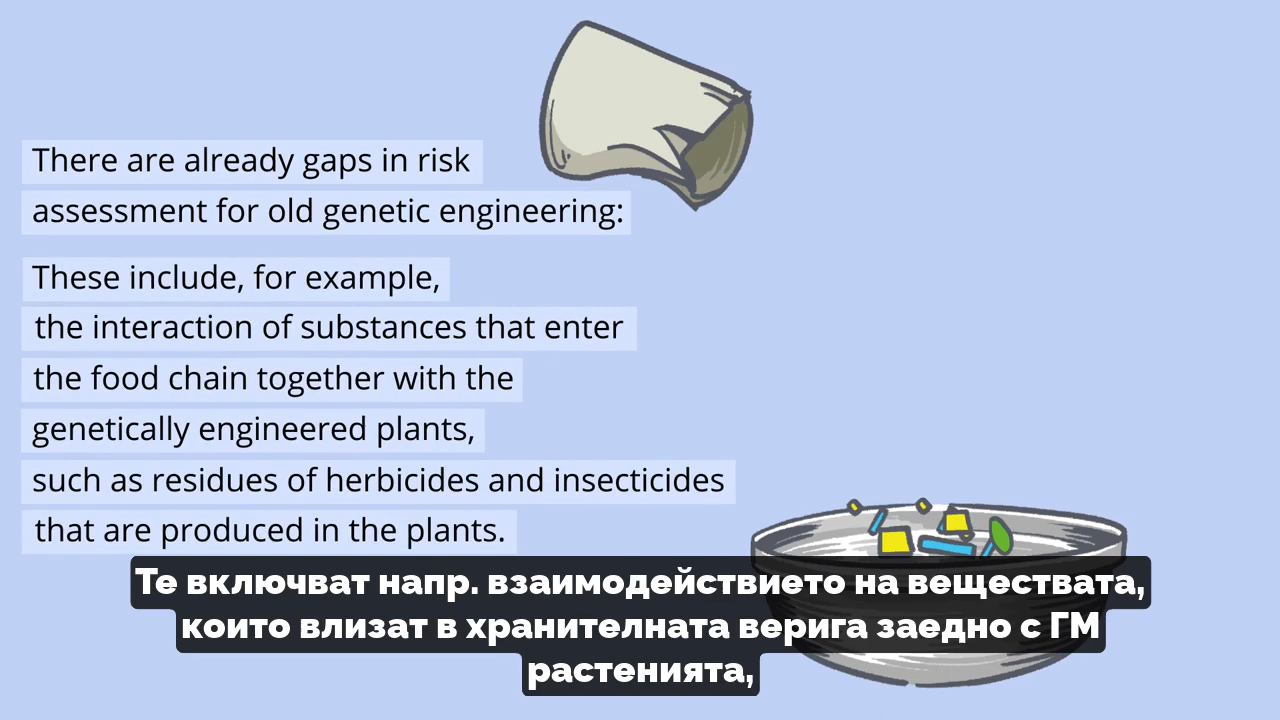 There are already gaps in risk
assessment for old genetic engineering:
These include, for example,
the interaction of substances that enter
the food chain together with the
genetically engineered plants,
such as residues of herbicides and insecticides
that are produced in the plants.
Те включват напр. взаимодействието на веществата,
които влизат в хранителната верига заедно с ГМ
растенията,